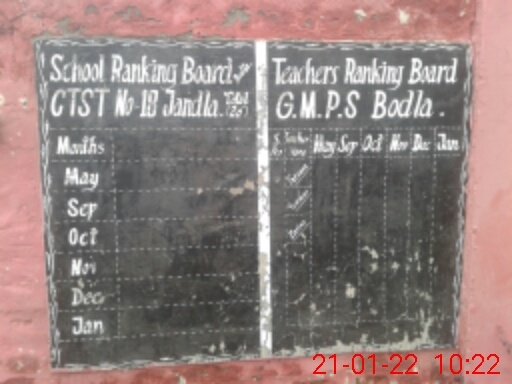 School Ranking Board
CTST No-18 Jandla.
Months
May
Sep
Oct
Nov
Dec
Jan
Teachers Ranking Board
G.M.P.S Bodla.
May Sep Oct Nov Dec Jan
21-01-22 10:22